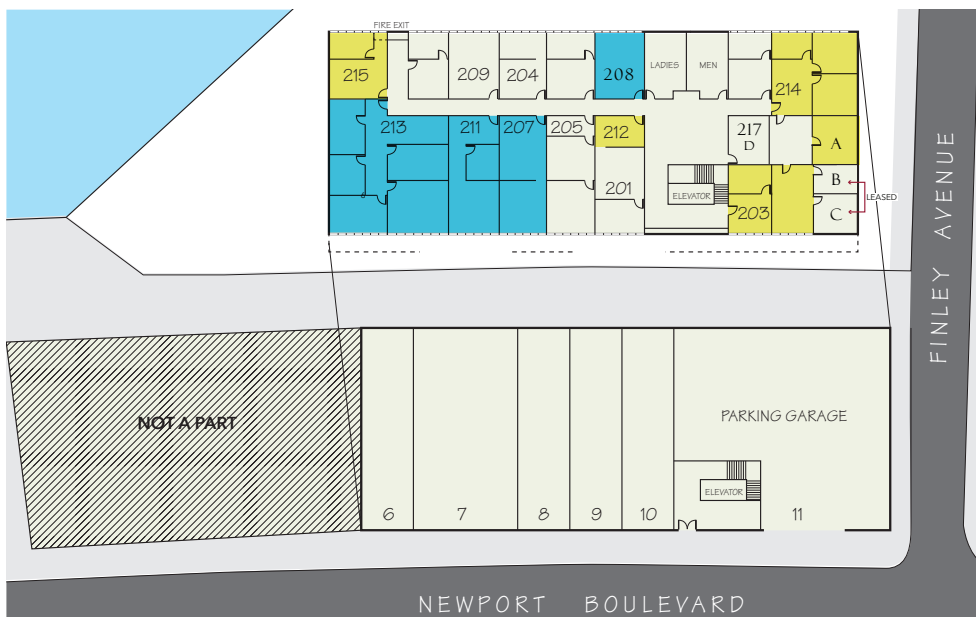 FIRE EXIT
215
209
204
208
LADIES
MEN
214
213
211
207
205
212
217
D
A
201
B
ELEVATOR
LEASED
203
C
FINLEY AVENUE
NOT A PART
PARKING GARAGE
ELEVATOR
6
7
8
9
10
11
NEWPORT BOULEVARD